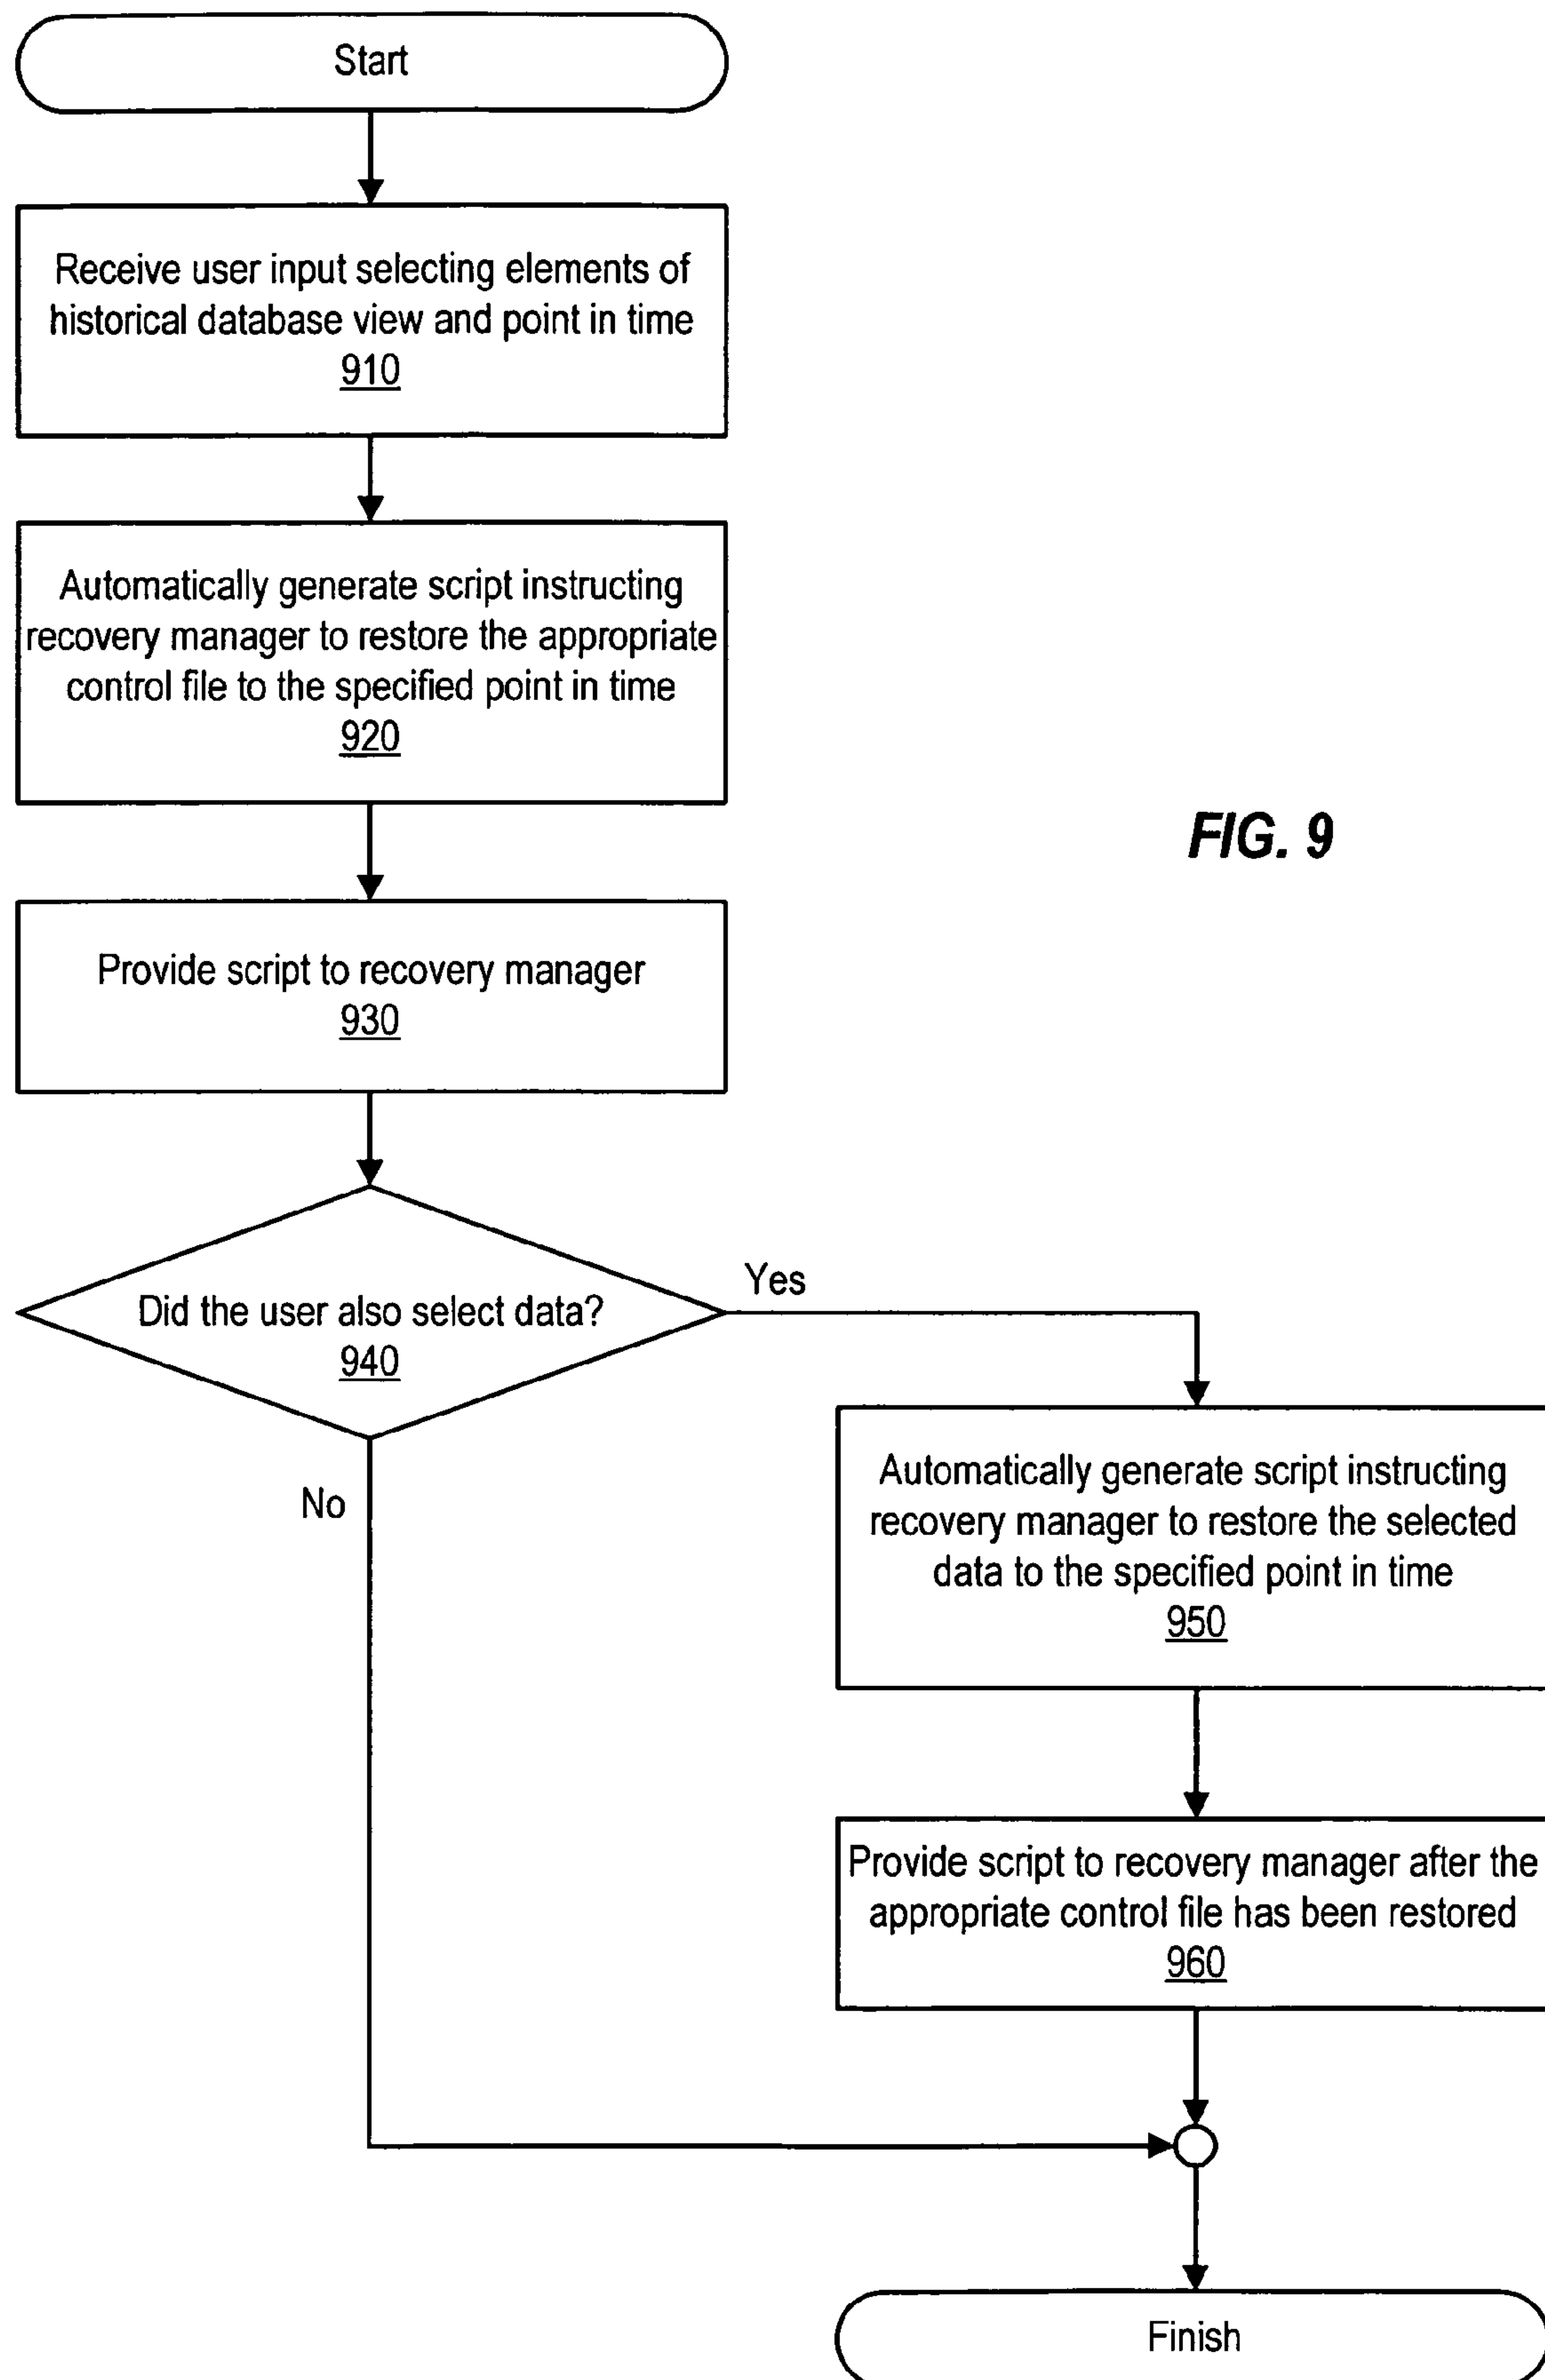 Start
Receive user input selecting elements of
historical database view and point in time
910
Automatically generate script instructing
recovery manager to restore the appropriate
control file to the specified point in time
920
FIG. 9
Provide script to recovery manager
930
Did the user also select data?
940
Yes
No
Automatically generate script instructing
recovery manager to restore the selected
data to the specified point in time
950
Provide script to recovery manager after the
appropriate control file has been restored
960
Finish